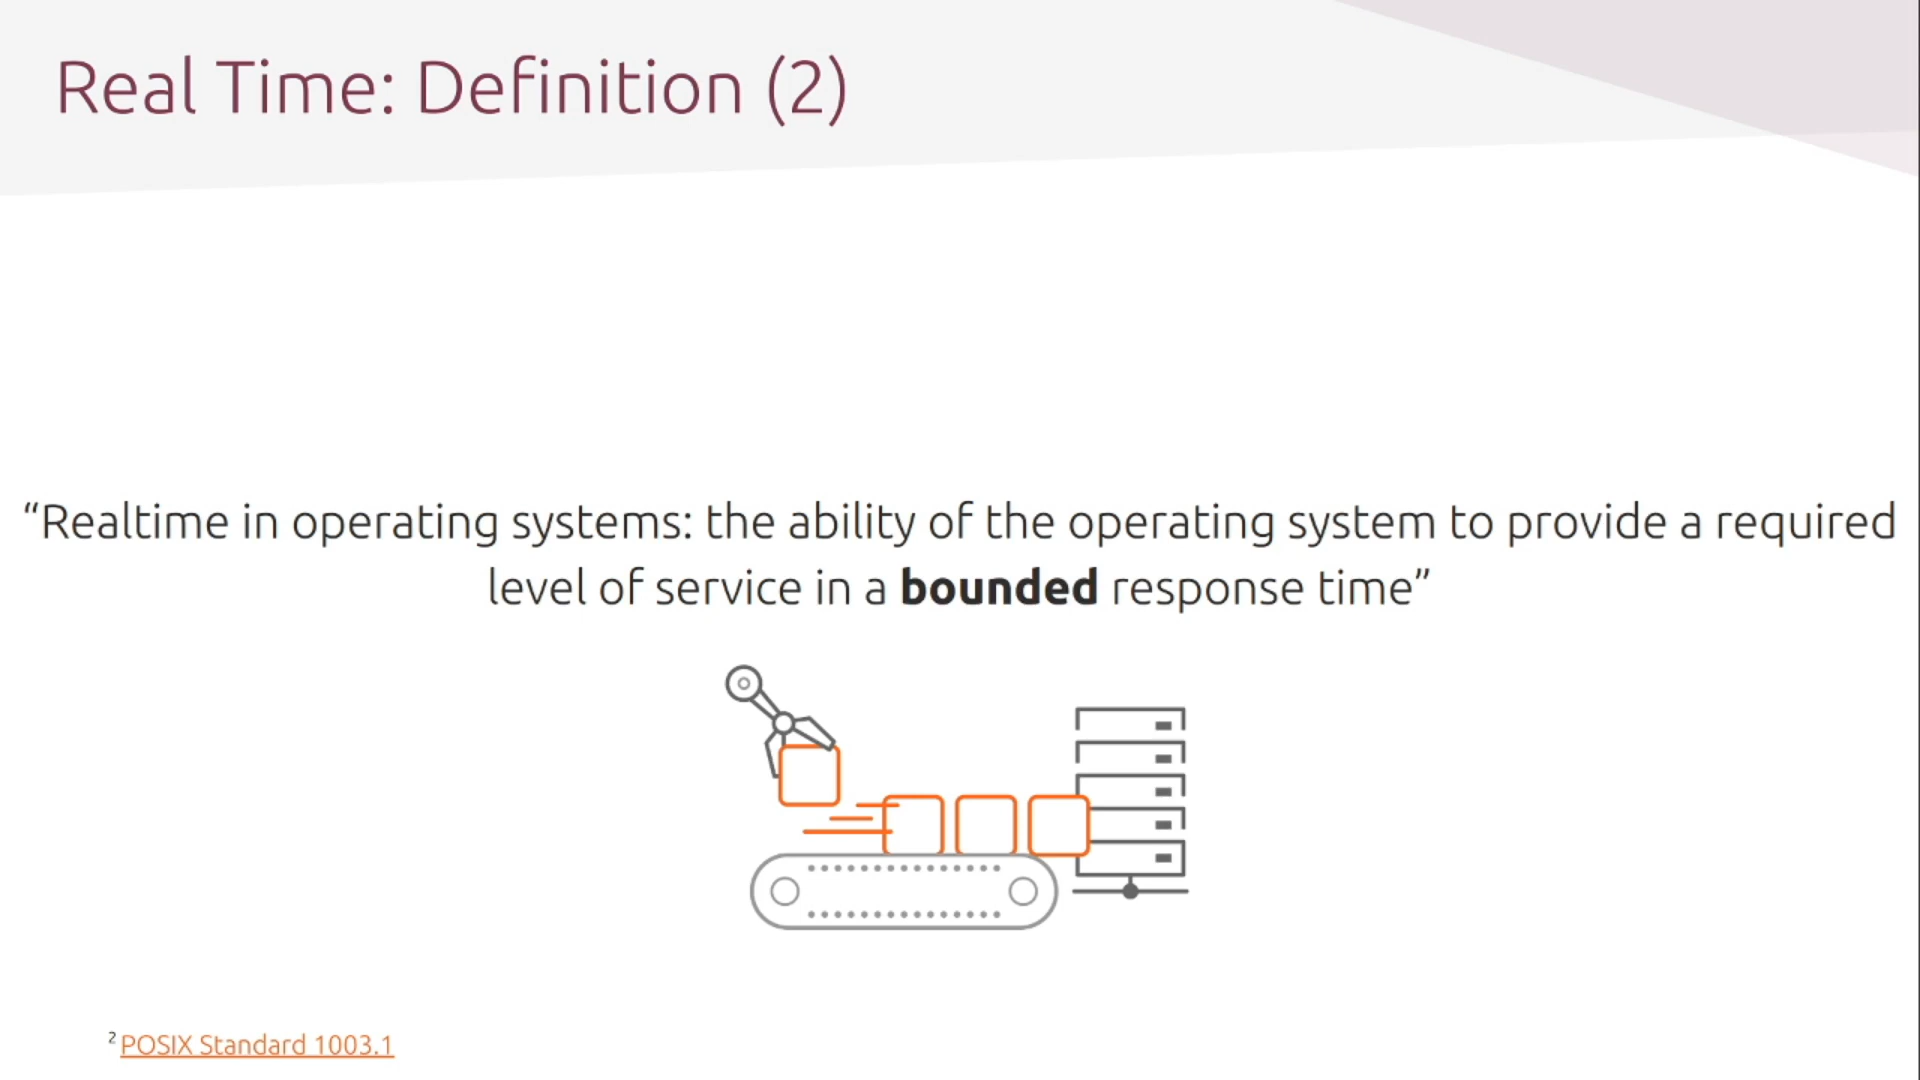 Real Time: Definition (2)
“Realtime in operating systems: the ability of the operating system to provide a required
level of service in a bounded response time”
2 POSIX Standard 1003.1